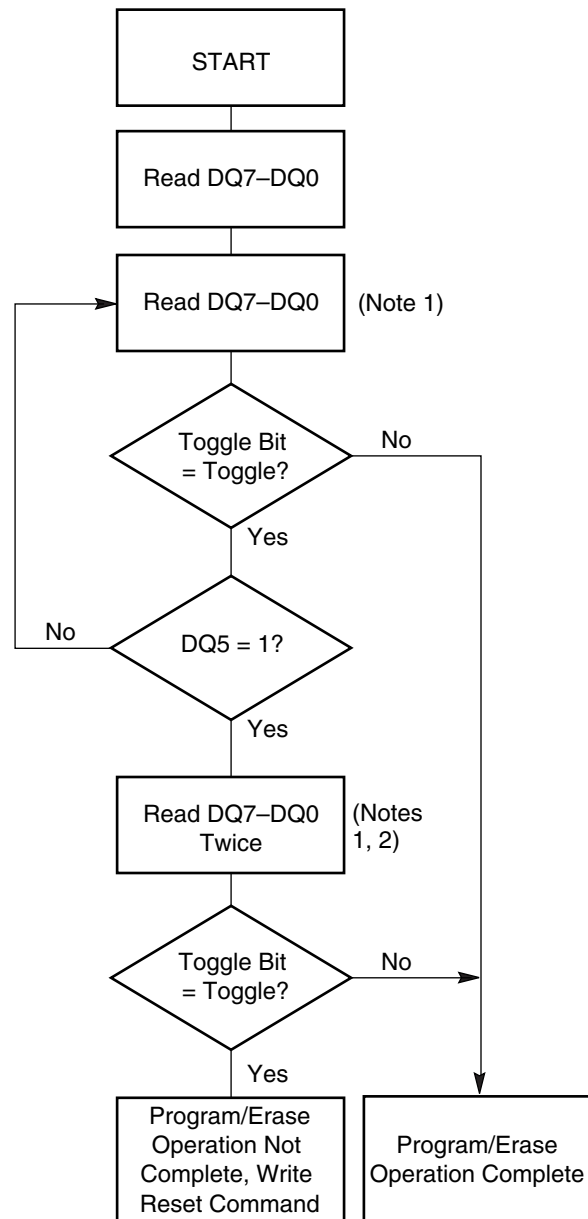 START
Read DQ7–DQ0
Read DQ7–DQ0
(Note 1)
Toggle Bit
= Toggle?
No
Yes
No
DQ5 = 1?
Yes
Read DQ7–DQ0
Twice
(Notes
1, 2)
Toggle Bit
= Toggle?
No
Yes
Program/Erase
Operation Not
Complete, Write
Reset Command
Program/Erase
Operation Complete